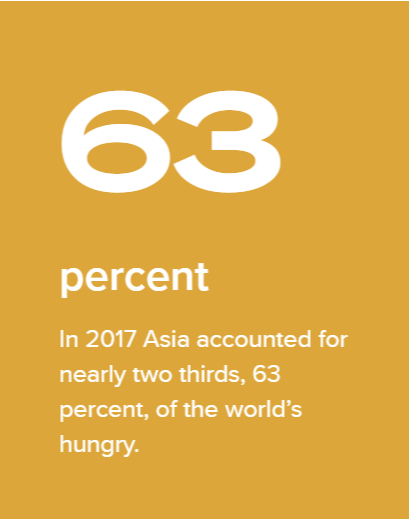 63
percent
In 2017 Asia accounted for
nearly two thirds, 63
percent, of the world’s
hungry.